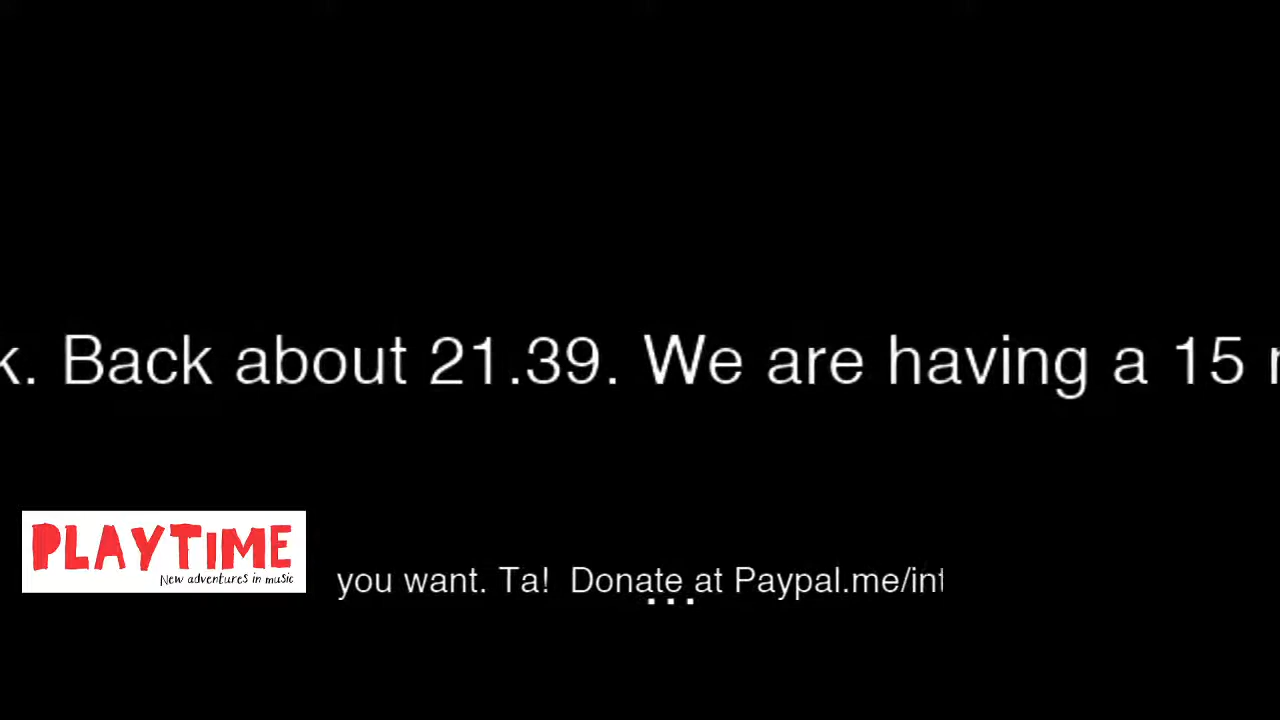 k. Back about 21.39. We are having a 15
PLAYTIME
New adventures in music
you want. Ta! Donate at Paypal.me/int
...